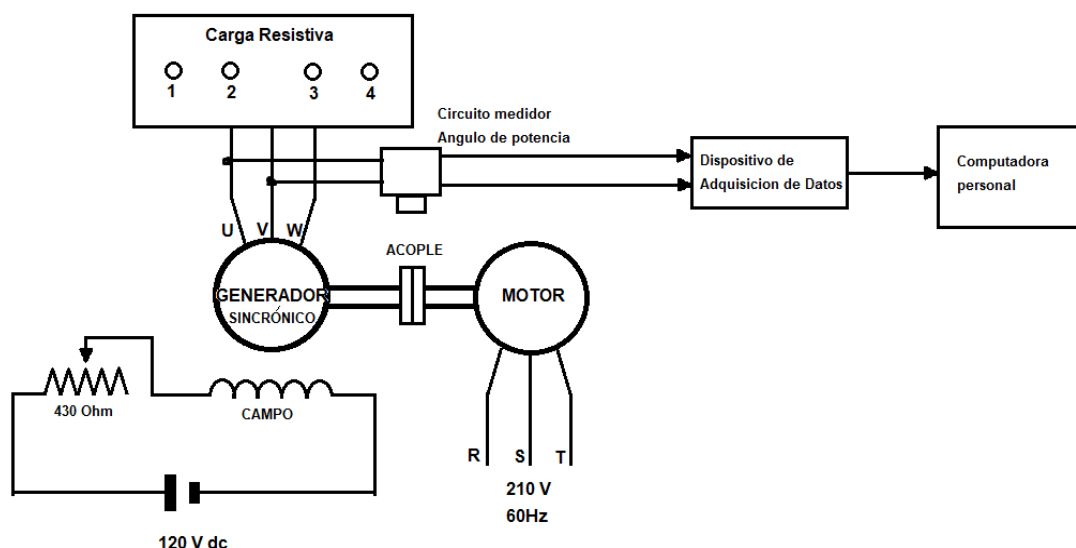 Carga Resistiva
1 2 3 4
Circuito medidor
Angulo de potencia
Dispositivo de
Adquisicion de Datos
Computadora
personal
U V W
ACOPLE
GENERADOR
SINCRÓNICO
MOTOR
430 Ohm
CAMPO
R S T
210 V
60Hz
120 V dc